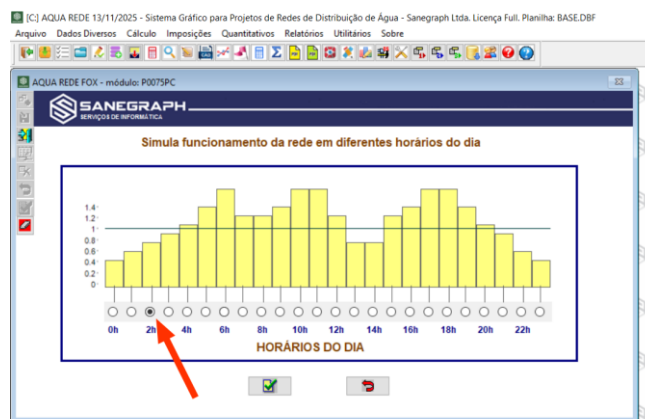 [C:] AQUA REDE 13/11/2025 - Sistema Gráfico para Projetos de Redes de Distribuição de Água - Sanegraph Ltda. Licença Full. Planilha: BASE.DBF
Arquivo Dados Diversos Cálculo Imposições Quantitativos Relatórios Utilitários Sobre
AQUA REDE FOX - módulo: P0075PC
SANEGRAPH
SERVIÇOS DE INFORMÁTICA
Simula funcionamento da rede em diferentes horários do dia
1.4
1.2
1
0.8
0.6
0.4
0.2
0
0h 2h 4h 6h 8h 10h 12h 14h 16h 18h 20h 22h
HORÁRIOS DO DIA